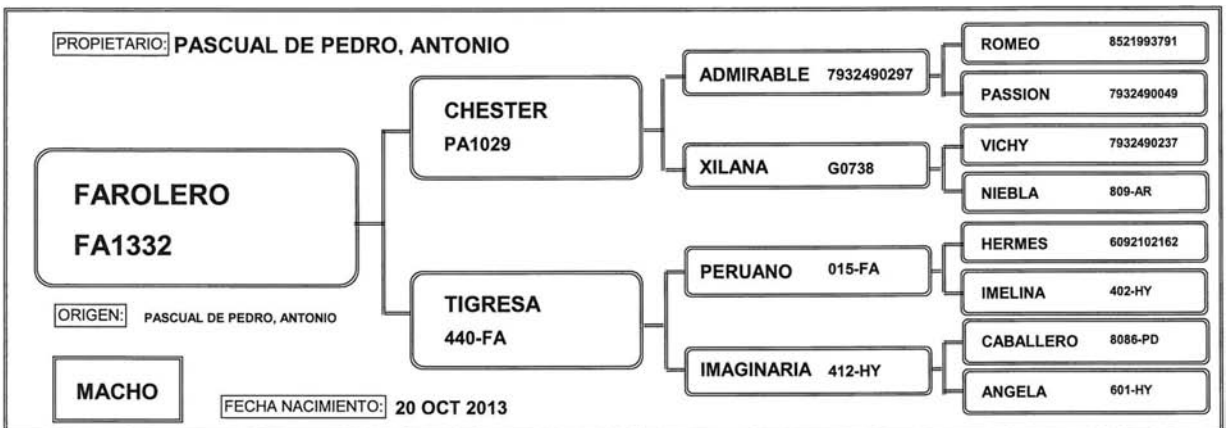 PROPIETARIO: PASCUAL DE PEDRO, ANTONIO
FAROLERO
FA1332
ORIGEN: PASCUAL DE PEDRO, ANTONIO
MACHO
FECHA NACIMIENTO: 20 OCT 2013
CHESTER
PA1029
TIGRESA
440-FA
ADMIRABLE 7932490297
XILANA G0738
PERUANO 015-FA
IMAGINARIA 412-HY
ROMEO 8521993791
PASSION 7932490049
VICHY 7932490237
NIEBLA 809-AR
HERMES 6092102162
IMELINA 402-HY
CABALLERO 8086-PD
ANGELA 601-HY